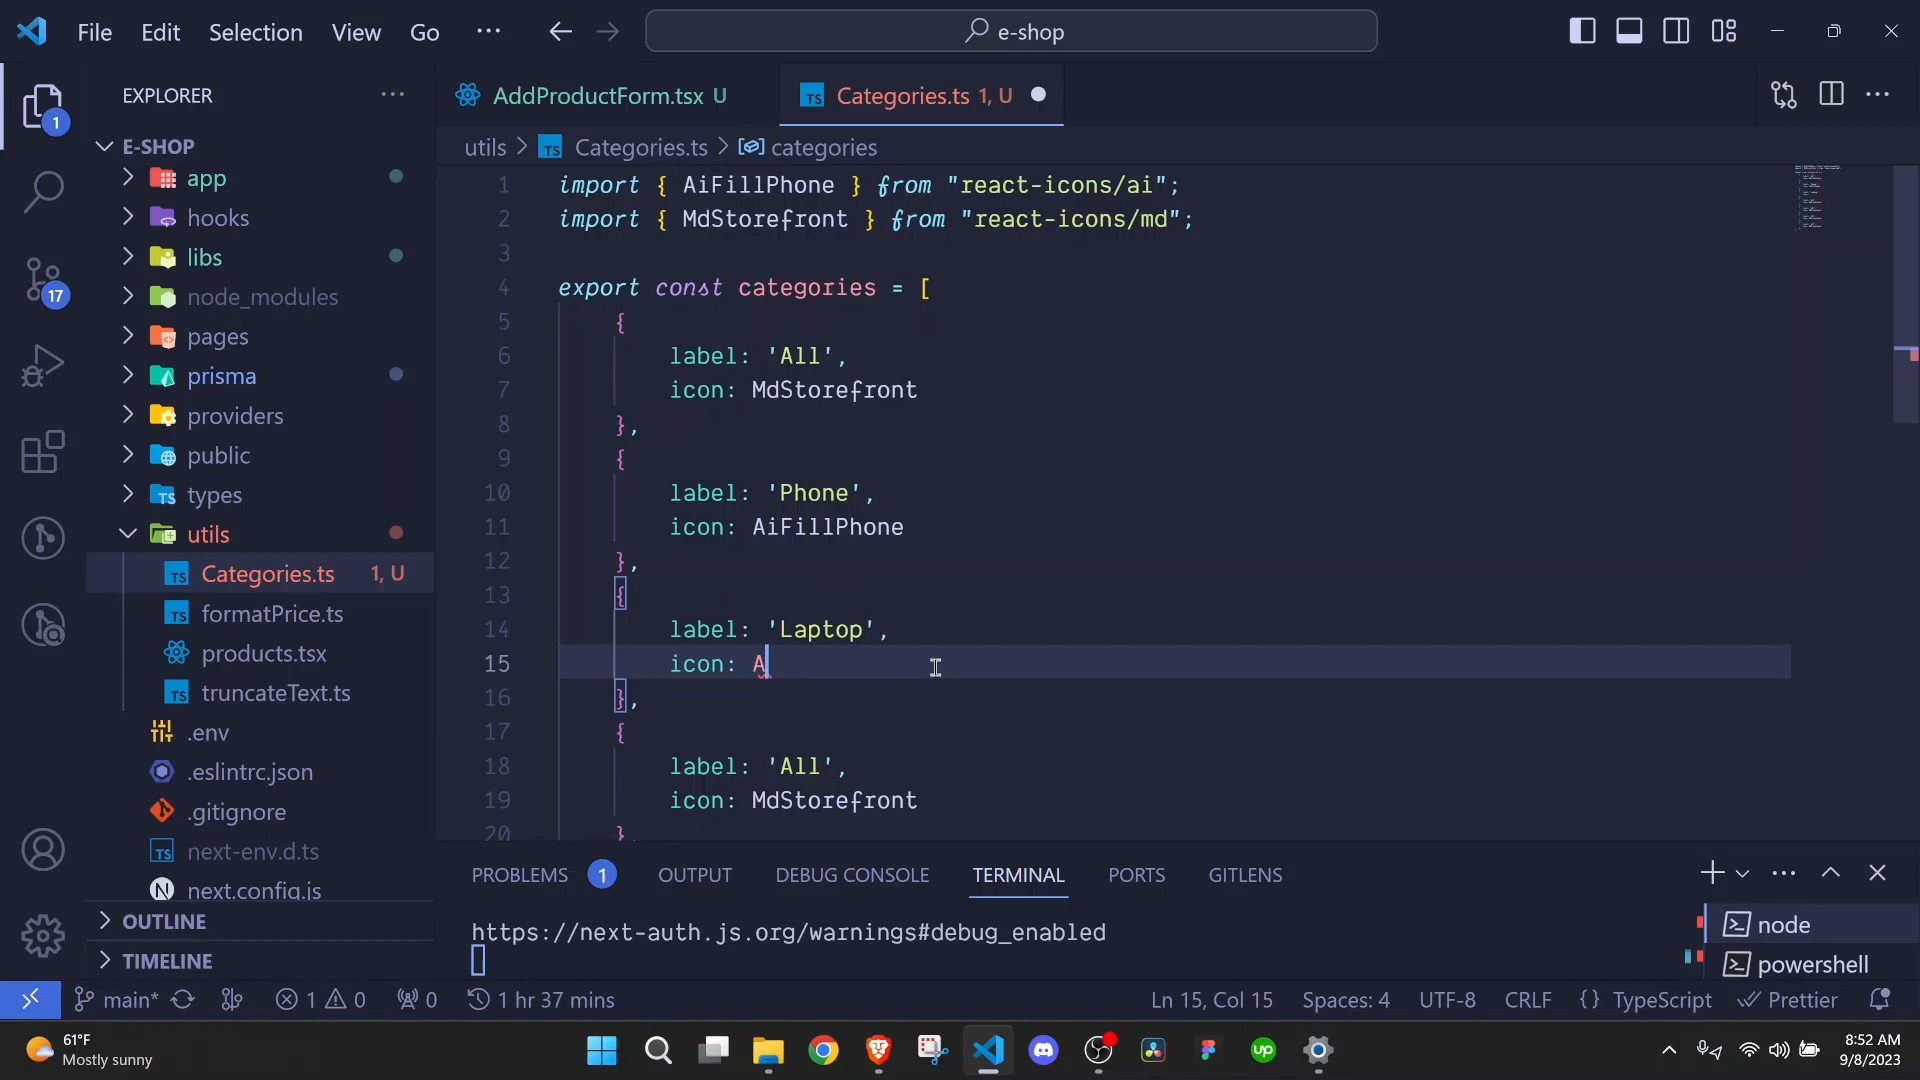 File Edit Selection View Go ··· e-shop
EXPLORER ···
E-SHOP
app
hooks
libs
node_modules
pages
prisma
providers
public
types
utils
Categories.ts 1, U
formatPrice.ts
products.tsx
truncateText.ts
.env
.eslintrc.json
.gitignore
next-env.d.ts
next.config.js
OUTLINE
TIMELINE
1
17
AddProductForm.tsx U
Categories.ts 1, U
utils > TS Categories.ts > categories
1 import { AiFillPhone } from "react-icons/ai";
2 import { MdStorefront } from "react-icons/md";
3
4 export const categories = [
5 {
6 label: 'All',
7 icon: MdStorefront
8 },
9 {
10 label: 'Phone',
11 icon: AiFillPhone
12 },
13 {
14 label: 'Laptop',
15 icon: A
16 },
17 {
18 label: 'All',
19 icon: MdStorefront
20 },
PROBLEMS 1 OUTPUT DEBUG CONSOLE TERMINAL PORTS GITLENS
https://next-auth.js.org/warnings#debug_enabled
node
powershell
main* 1 0 0 1 hr 37 mins Ln 15, Col 15 Spaces: 4 UTF-8 CRLF {} TypeScript Prettier
61°F
Mostly sunny
up
8:52 AM
9/8/2023